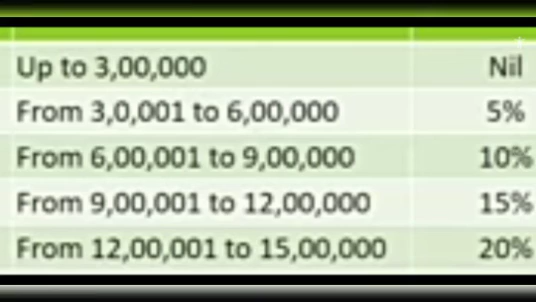 Up to 3,00,000 Nil
From 3,0,001 to 6,00,000 5%
From 6,00,001 to 9,00,000 10%
From 9,00,001 to 12,00,000 15%
From 12,00,001 to 15,00,000 20%